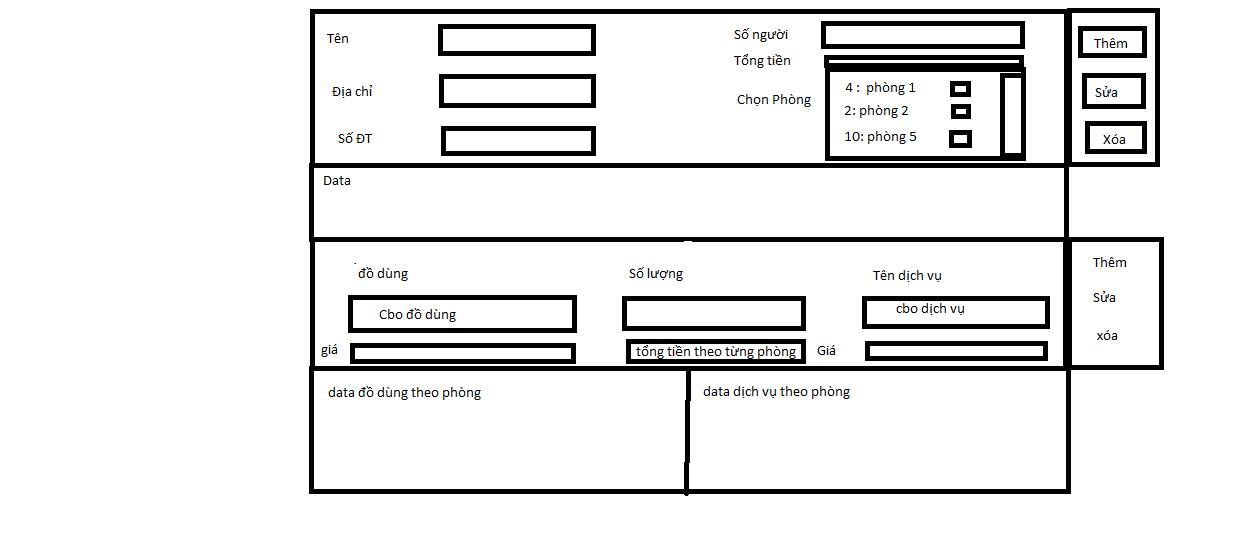 Tên
Số người
Thêm
Tổng tiền
Địa chỉ
Chọn Phòng
4 : phòng 1
Sửa
2: phòng 2
Số ĐT
10: phòng 5
Xóa
Data
đồ dùng
Số lượng
Tên dịch vụ
Thêm
Cbo đồ dùng
cbo dịch vụ
Sửa
giá
tổng tiền theo từng phòng
Giá
xóa
data đồ dùng theo phòng
data dịch vụ theo phòng